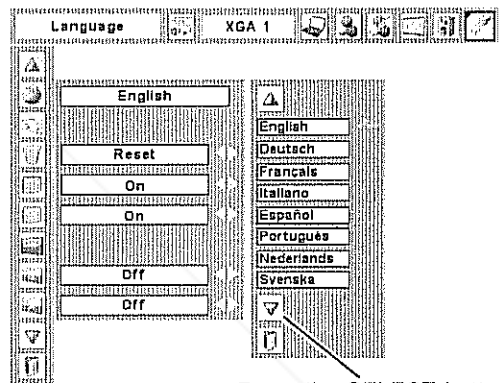 Language XGA 1
English
Reset
On
On
Off
Off
English
Deutsch
Français
Italiano
Español
Português
Nederlands
Svenska